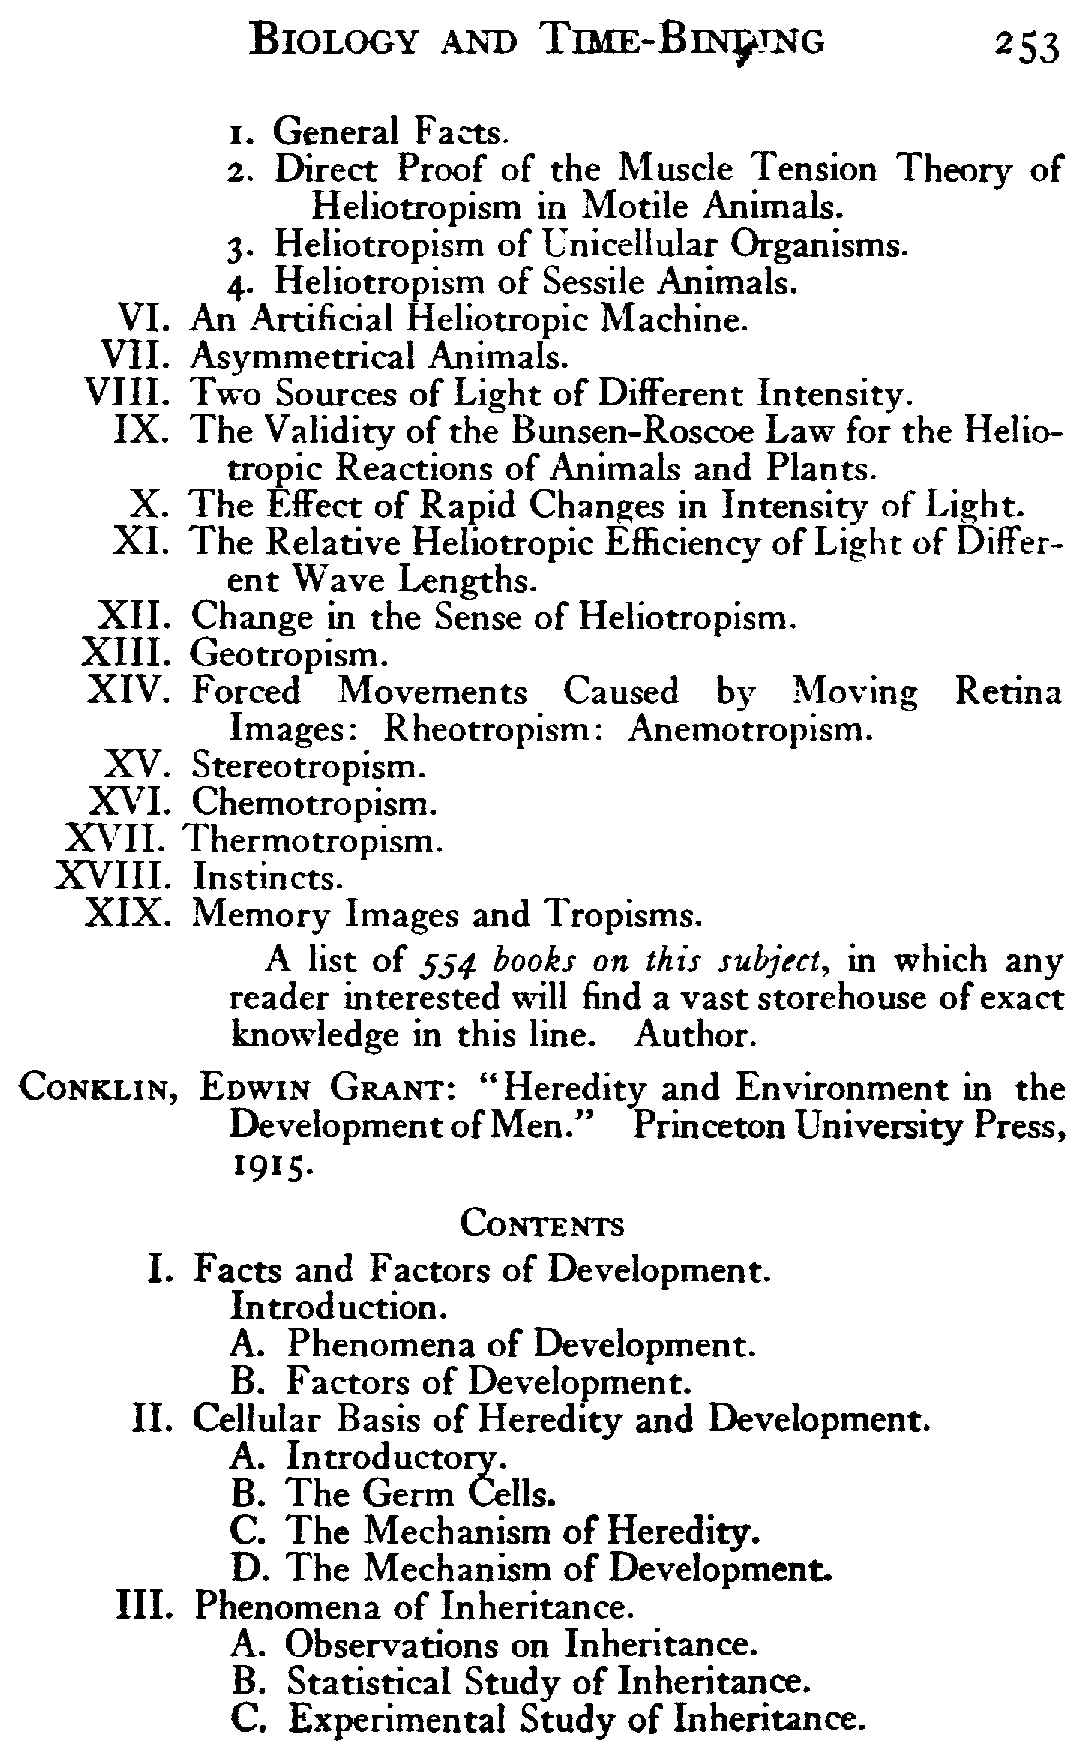 BIOLOGY AND TIME-BINDING 253
1. General Facts.
2. Direct Proof of the Muscle Tension Theory of
Heliotropism in Motile Animals.
3. Heliotropism of Unicellular Organisms.
4. Heliotropism of Sessile Animals.
VI. An Artificial Heliotropic Machine.
VII. Asymmetrical Animals.
VIII. Two Sources of Light of Different Intensity.
IX. The Validity of the Bunsen-Roscoe Law for the Helio-
tropic Reactions of Animals and Plants.
X. The Effect of Rapid Changes in Intensity of Light.
XI. The Relative Heliotropic Efficiency of Light of Differ-
ent Wave Lengths.
XII. Change in the Sense of Heliotropism.
XIII. Geotropism.
XIV. Forced Movements Caused by Moving Retina
Images: Rheotropism: Anemotropism.
XV. Stereotropism.
XVI. Chemotropism.
XVII. Thermotropism.
XVIII. Instincts.
XIX. Memory Images and Tropisms.
A list of 554 books on this subject, in which any
reader interested will find a vast storehouse of exact
knowledge in this line. Author.
CONKLIN, EDWIN GRANT: "Heredity and Environment in the
Development of Men." Princeton University Press,
1915.
CONTENTS
I. Facts and Factors of Development.
Introduction.
A. Phenomena of Development.
B. Factors of Development.
II. Cellular Basis of Heredity and Development.
A. Introductory.
B. The Germ Cells.
C. The Mechanism of Heredity.
D. The Mechanism of Development.
III. Phenomena of Inheritance.
A. Observations on Inheritance.
B. Statistical Study of Inheritance.
C. Experimental Study of Inheritance.